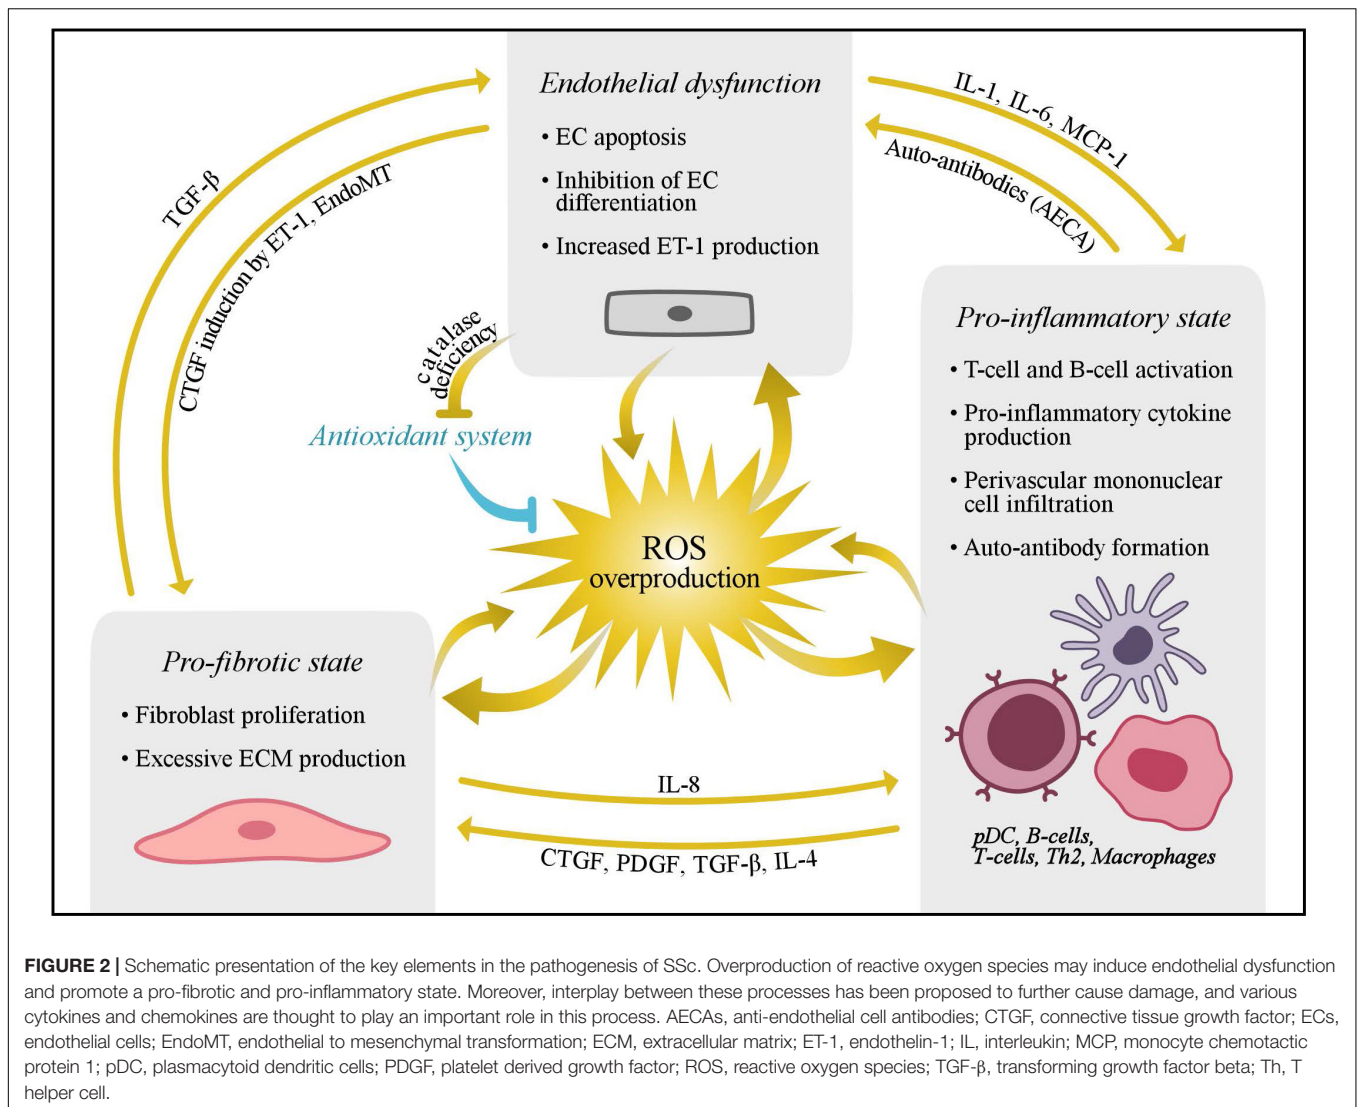 Endothelial dysfunction
• EC apoptosis
• Inhibition of EC
differentiation
• Increased ET-1 production
IL-1, IL-6, MCP-1
Auto-antibodies (AECA)
TGF-β
CTGF induction by ET-1, EndoMT
catalase
deficiency
Antioxidant system
ROS
overproduction
Pro-inflammatory state
• T-cell and B-cell activation
• Pro-inflammatory cytokine
production
• Perivascular mononuclear
cell infiltration
• Auto-antibody formation
pDC, B-cells,
T-cells, Th2, Macrophages
Pro-fibrotic state
• Fibroblast proliferation
• Excessive ECM production
IL-8
CTGF, PDGF, TGF-β, IL-4
FIGURE 2 | Schematic presentation of the key elements in the pathogenesis of SSc. Overproduction of reactive oxygen species may induce endothelial dysfunction
and promote a pro-fibrotic and pro-inflammatory state. Moreover, interplay between these processes has been proposed to further cause damage, and various
cytokines and chemokines are thought to play an important role in this process. AECAs, anti-endothelial cell antibodies; CTGF, connective tissue growth factor; ECs,
endothelial cells; EndoMT, endothelial to mesenchymal transformation; ECM, extracellular matrix; ET-1, endothelin-1; IL, interleukin; MCP, monocyte chemotactic
protein 1; pDC, plasmacytoid dendritic cells; PDGF, platelet derived growth factor; ROS, reactive oxygen species; TGF-β, transforming growth factor beta; Th, T
helper cell.